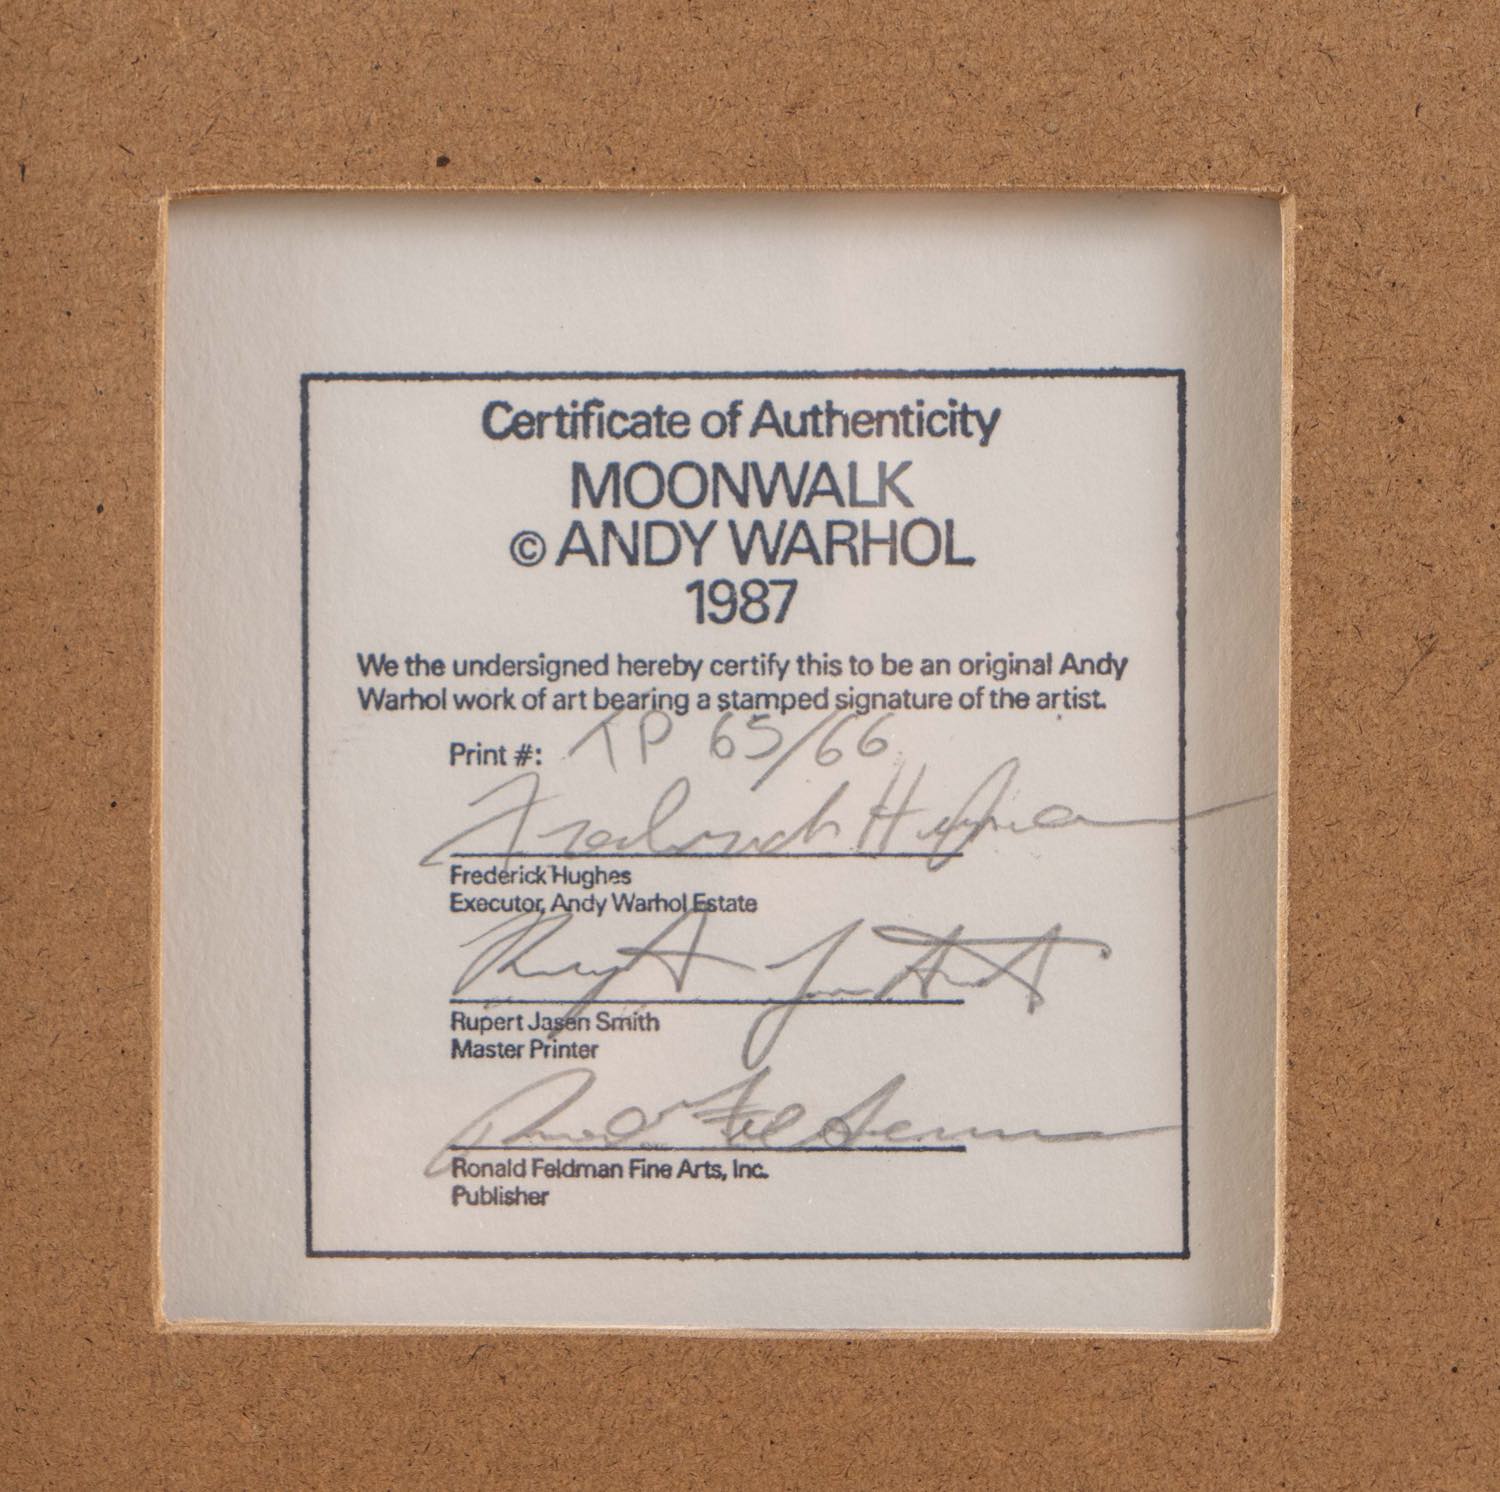 Certificate of Authenticity
MOONWALK
© ANDY WARHOL
1987
We the undersigned hereby certify this to be an original Andy
Warhol work of art bearing a stamped signature of the artist.
Print #: TP 65/66
Frederick Hughes
Frederick Hughes
Executor, Andy Warhol Estate
Rupert Jasen Smith
Master Printer
Ronald Feldman Fine Arts, Inc.
Publisher